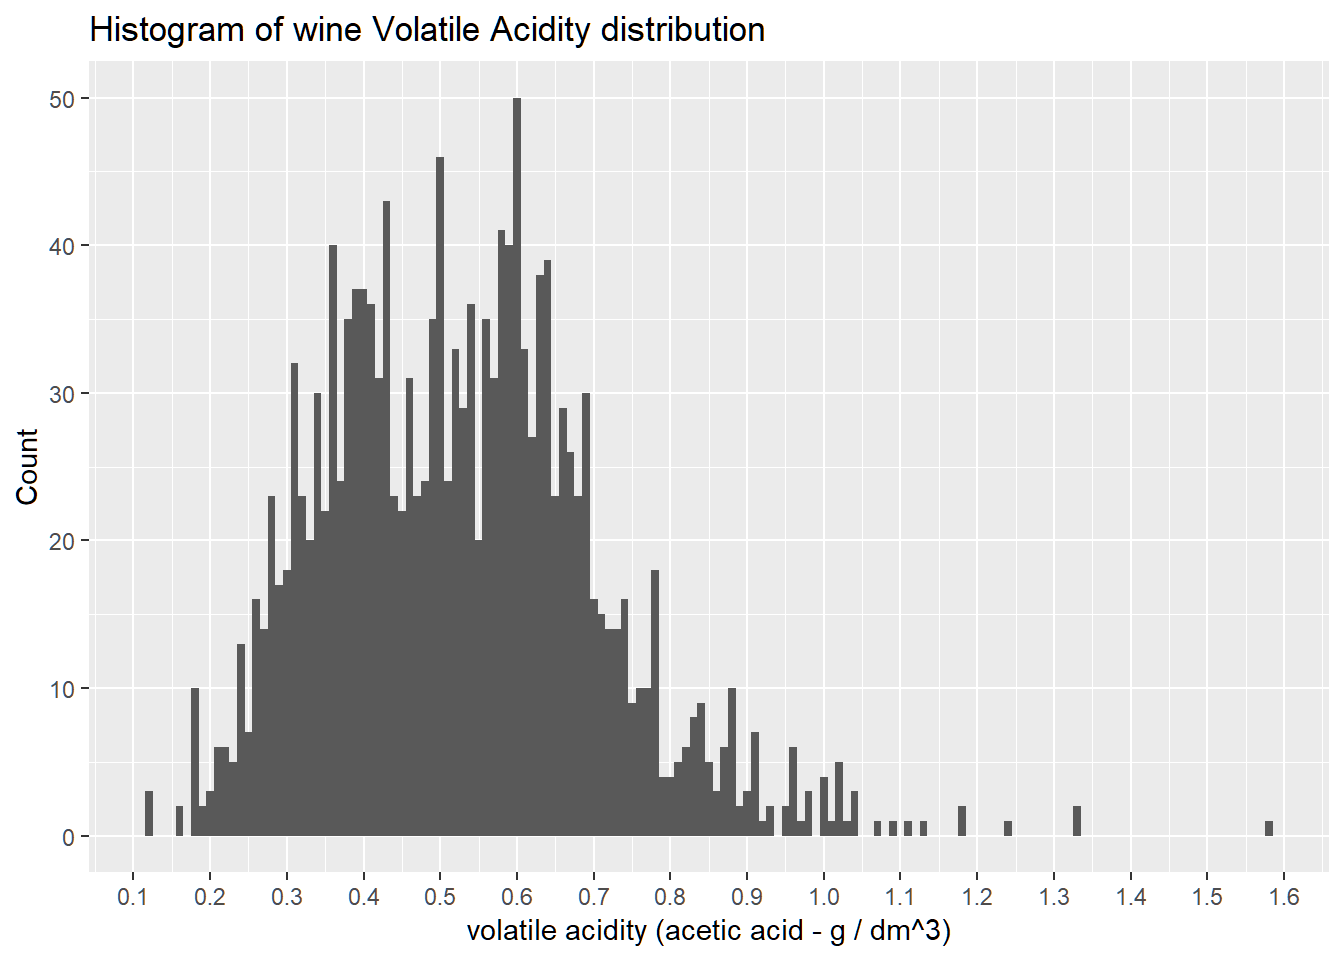 Histogram of wine Volatile Acidity distribution
50
40
30
20
10
0
Count
0.1 0.2 0.3 0.4 0.5 0.6 0.7 0.8 0.9 1.0 1.1 1.2 1.3 1.4 1.5 1.6
volatile acidity (acetic acid - g / dm^3)